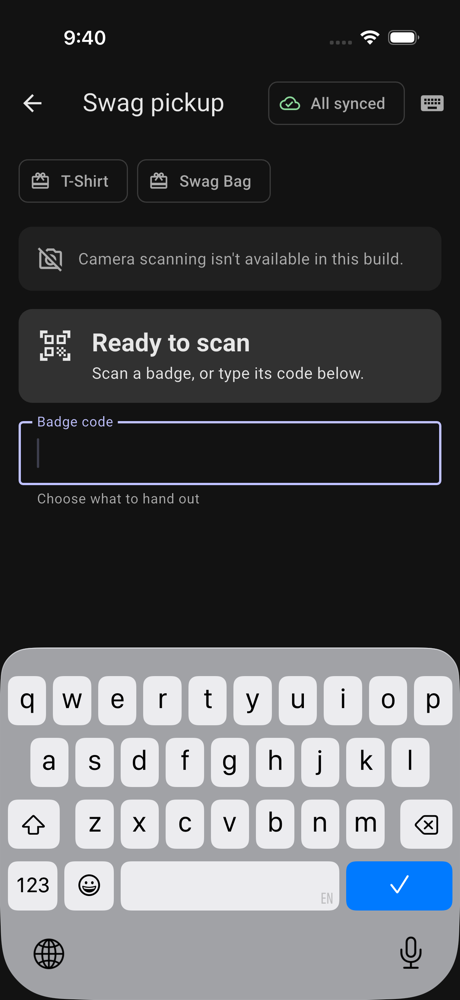 9:40
Swag pickup
All synced
T-Shirt
Swag Bag
Camera scanning isn't available in this build.
Ready to scan
Scan a badge, or type its code below.
Badge code
Choose what to hand out
q w e r t y u i o p
a s d f g h j k l
z x c v b n m
123
EN